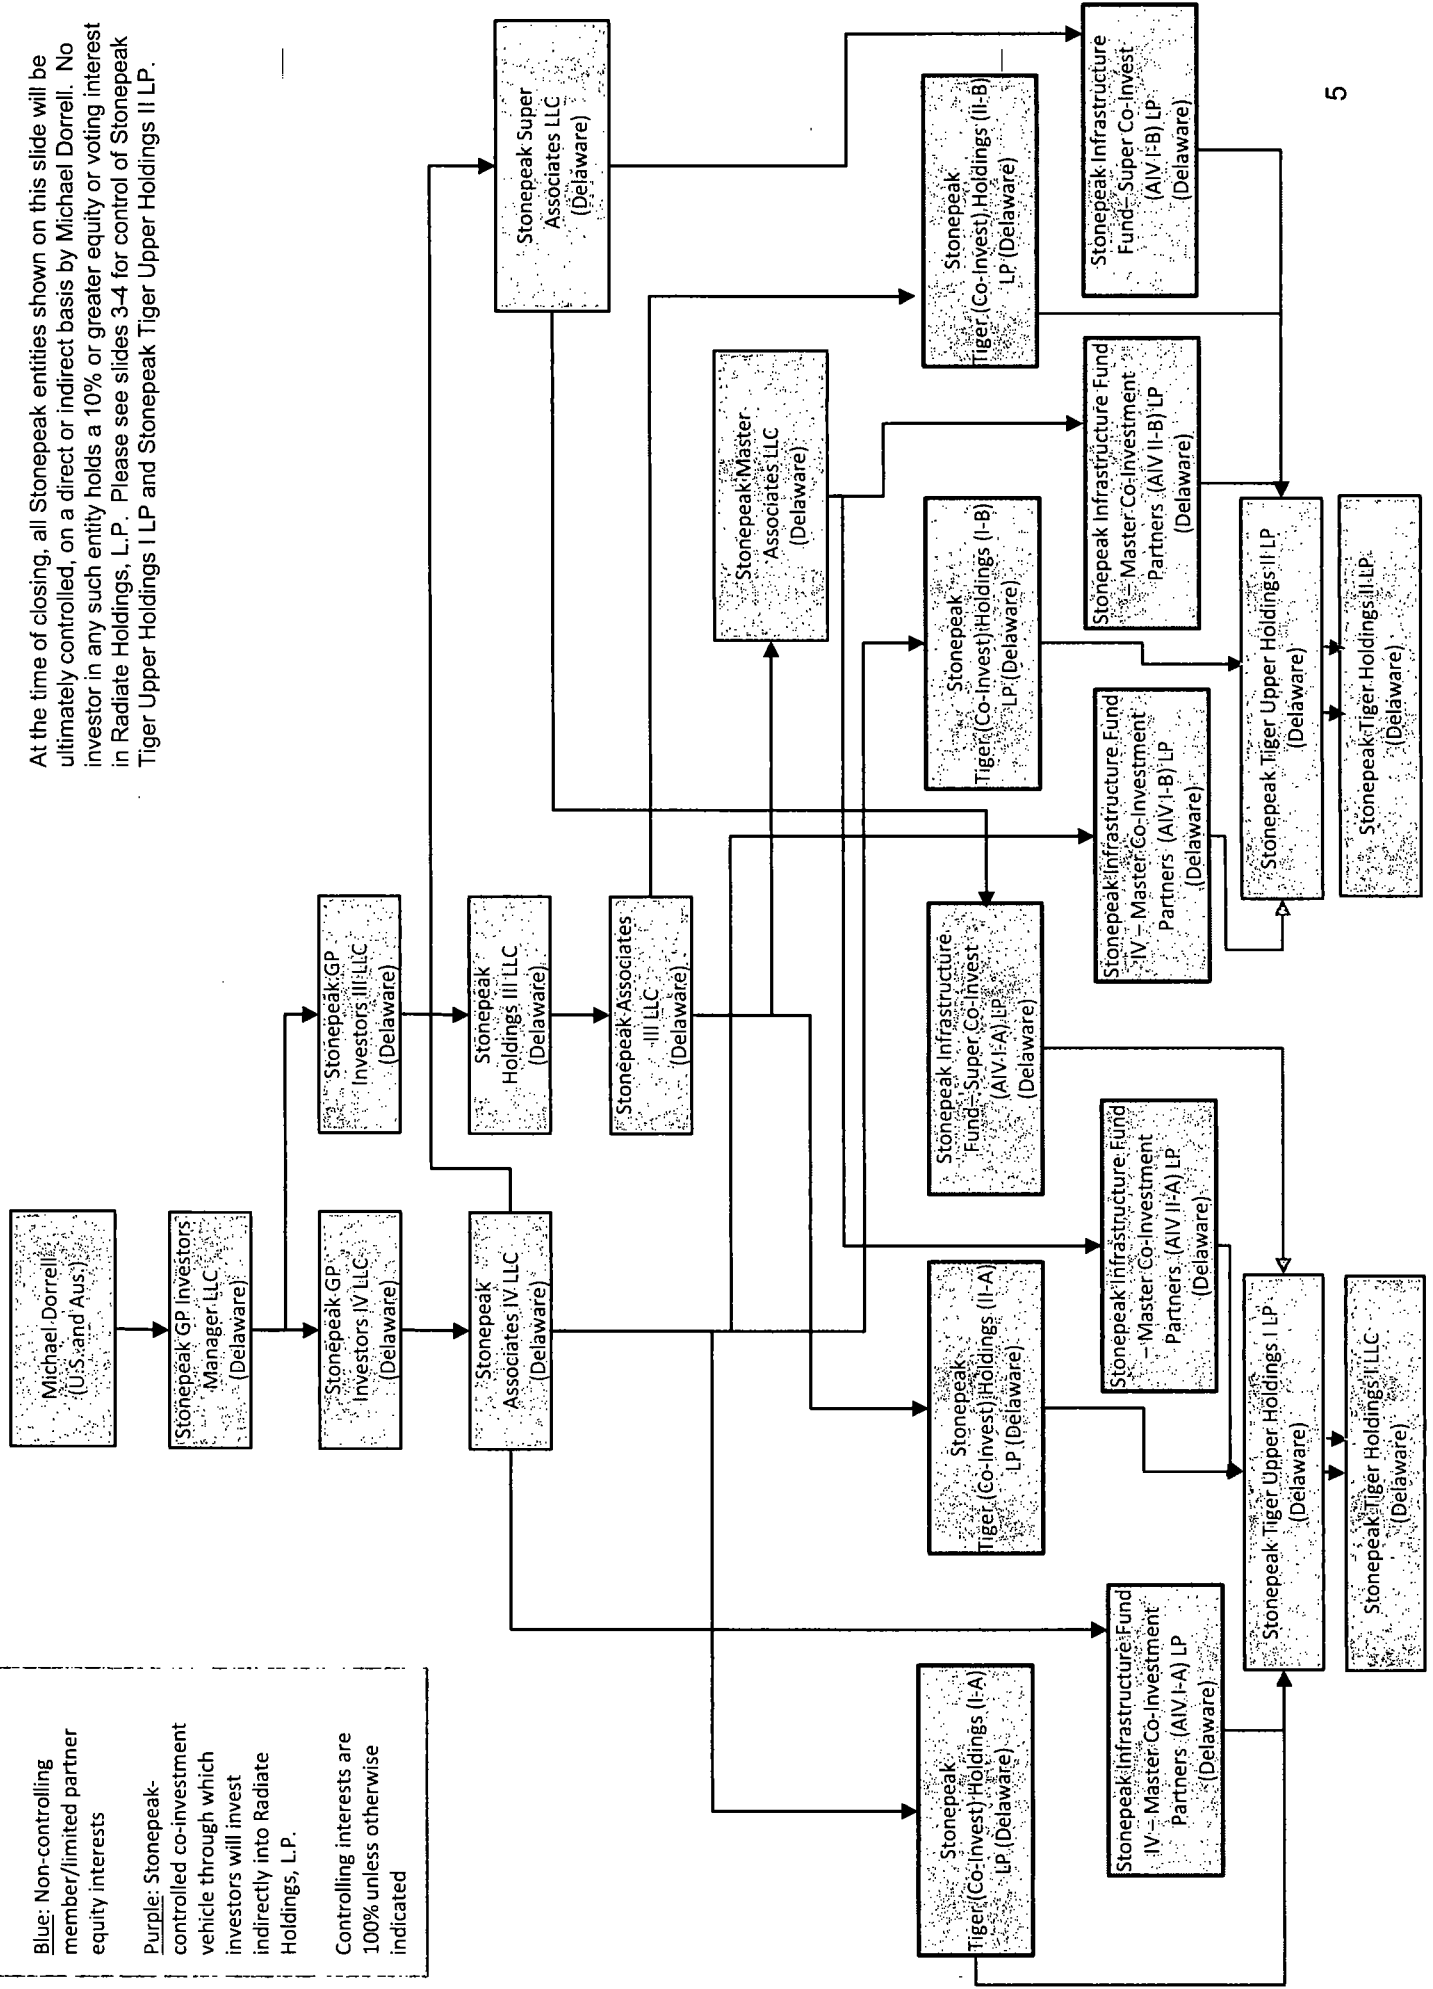 At the time of closing, all Stonepeak entities shown on this slide will be
ultimately controlled, on a direct or indirect basis by Michael Dorrell. No
investor in any such entity holds a 10% or greater equity or voting interest
in Radiate Holdings, L.P. Please see slides 3-4 for control of Stonepeak
Tiger Upper Holdings I LP and Stonepeak Tiger Upper Holdings II LP.
Blue: Non-controlling
member/limited partner
equity interests
Purple: Stonepeak-
controlled co-investment
vehicle through which
investors will invest
indirectly into Radiate
Holdings, L.P.
Controlling interests are
100% unless otherwise
indicated
Michael Dorrell
(U.S. and Aus.)
Stonepeak GP Investors
Manager LLC
(Delaware)
Stonepeak GP
Investors IV LLC
(Delaware)
Stonepeak GP
Investors III LLC
(Delaware)
Stonepeak
Associates IV LLC
(Delaware)
Stonepeak
Holdings III LLC
(Delaware)
Stonepeak Super
Associates LLC
(Delaware)
Stonepeak Associates
III LLC
(Delaware)
Stonepeak Master
Associates LLC
(Delaware)
Stonepeak
Tiger (Co-Invest) Holdings (I-A)
LP (Delaware)
Stonepeak
Tiger (Co-Invest) Holdings (II-A)
LP (Delaware)
Stonepeak Infrastructure
Fund – Super Co-Invest
(AIV I-A) LP
(Delaware)
Stonepeak
Tiger (Co-Invest) Holdings (I-B)
LP (Delaware)
Stonepeak
Tiger (Co-Invest) Holdings (II-B)
LP (Delaware)
Stonepeak Infrastructure Fund
IV – Master Co-Investment
Partners (AIV I-A) LP
(Delaware)
Stonepeak Infrastructure Fund
– Master Co-Investment
Partners (AIV II-A) LP
(Delaware)
Stonepeak Infrastructure Fund
IV – Master Co-Investment
Partners (AIV I-B) LP
(Delaware)
Stonepeak Infrastructure Fund
– Master Co-Investment
Partners (AIV II-B) LP
(Delaware)
Stonepeak Infrastructure
Fund – Super Co-Invest
(AIV I-B) LP
(Delaware)
Stonepeak Tiger Upper Holdings I LP
(Delaware)
Stonepeak Tiger Upper Holdings II LP
(Delaware)
Stonepeak Tiger Holdings I LLC
(Delaware)
Stonepeak Tiger Holdings II LP
(Delaware)
5